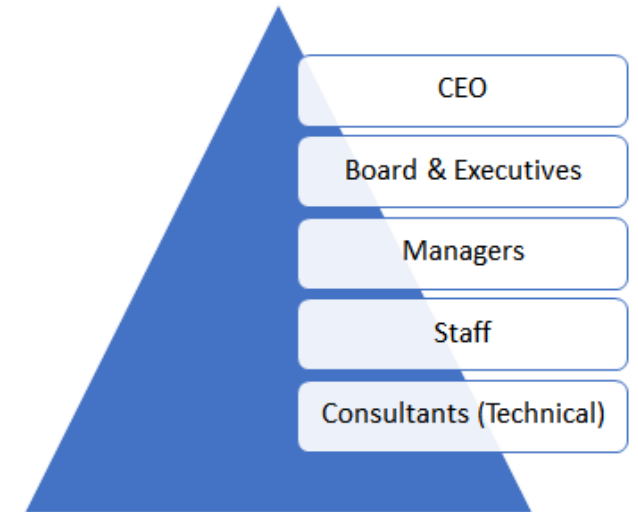 CEO
Board & Executives
Managers
Staff
Consultants (Technical)